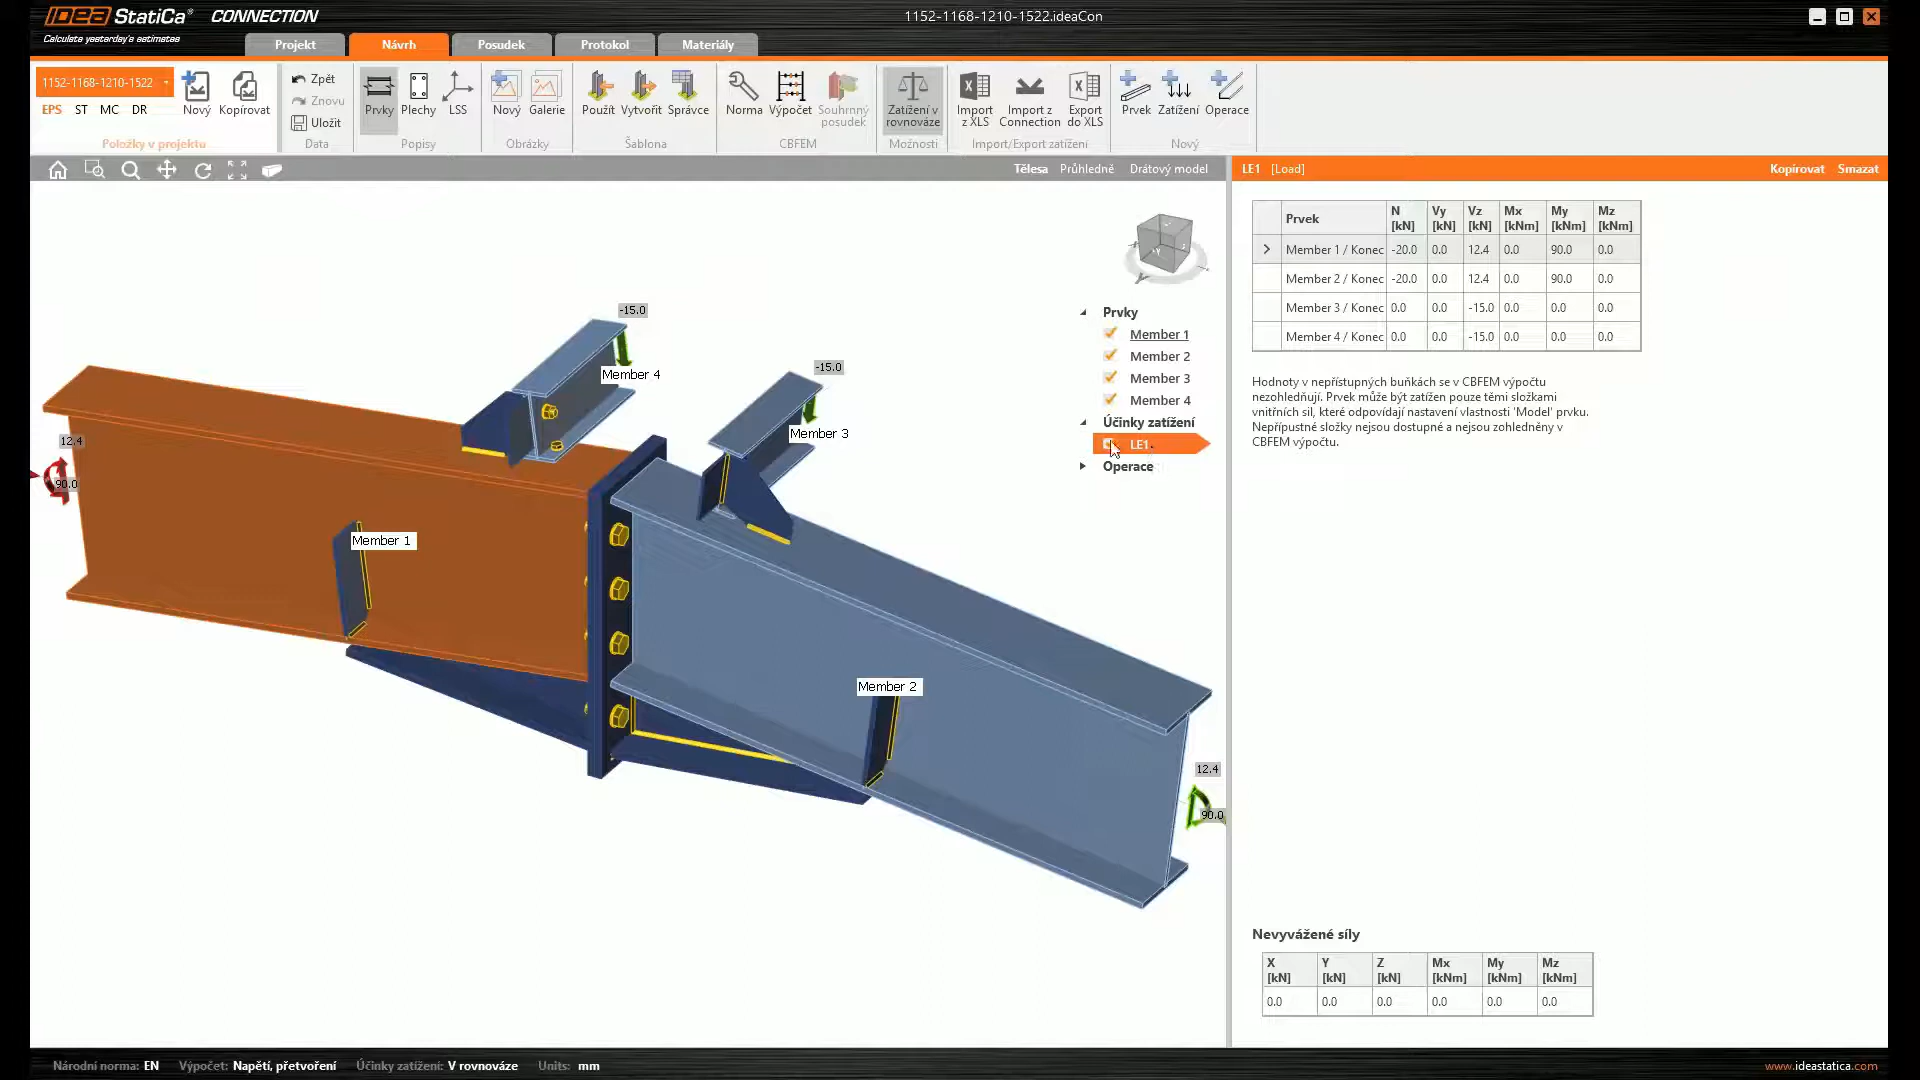 IDEA StatiCa® CONNECTION
Calculate yesterday's estimates
1152-1168-1210-1522.ideaCon
Projekt Návrh Posudek Protokol Materiály
1152-1168-1210-1522
EPS ST MC DR
Nový Kopírovat
Položky v projektu
Zpět
Znovu
Uložit
Data
Prvky Plechy LSS
Popisy
Nový Galerie
Obrázky
Použít Vytvořit Správce
Šablona
Norma Výpočet Souhrnný
posudek
CBFEM
Zatížení v
rovnováze
Možnosti
Import
z XLS
Import z
Connection
Export
do XLS
Import/Export zatížení
Prvek Zatížení Operace
Nový
Tělesa Průhledně Drátový model
LE1 [Load] Kopírovat Smazat
-15.0
Member 4
-15.0
Member 3
12.4
90.0
Member 1
Member 2
12.4
90.0
Prvky
Member 1
Member 2
Member 3
Member 4
Účinky zatížení
LE1
Operace
Prvek N [kN] Vy [kN] Vz [kN] Mx [kNm] My [kNm] Mz [kNm]
Member 1 / Konec -20.0 0.0 12.4 0.0 90.0 0.0
Member 2 / Konec -20.0 0.0 12.4 0.0 90.0 0.0
Member 3 / Konec 0.0 0.0 -15.0 0.0 0.0 0.0
Member 4 / Konec 0.0 0.0 -15.0 0.0 0.0 0.0
Hodnoty v nepřístupných buňkách se v CBFEM výpočtu
nezohledňují. Prvek může být zatížen pouze těmi složkami
vnitřních sil, které odpovídají nastavení vlastnosti 'Model' prvku.
Nepřípustné složky nejsou dostupné a nejsou zohledněny v
CBFEM výpočtu.
Nevyvážené síly
X [kN] Y [kN] Z [kN] Mx [kNm] My [kNm] Mz [kNm]
0.0 0.0 0.0 0.0 0.0 0.0
Národní norma: EN Výpočet: Napětí, přetvoření Účinky zatížení: V rovnováze Units: mm
www.ideastatica.com